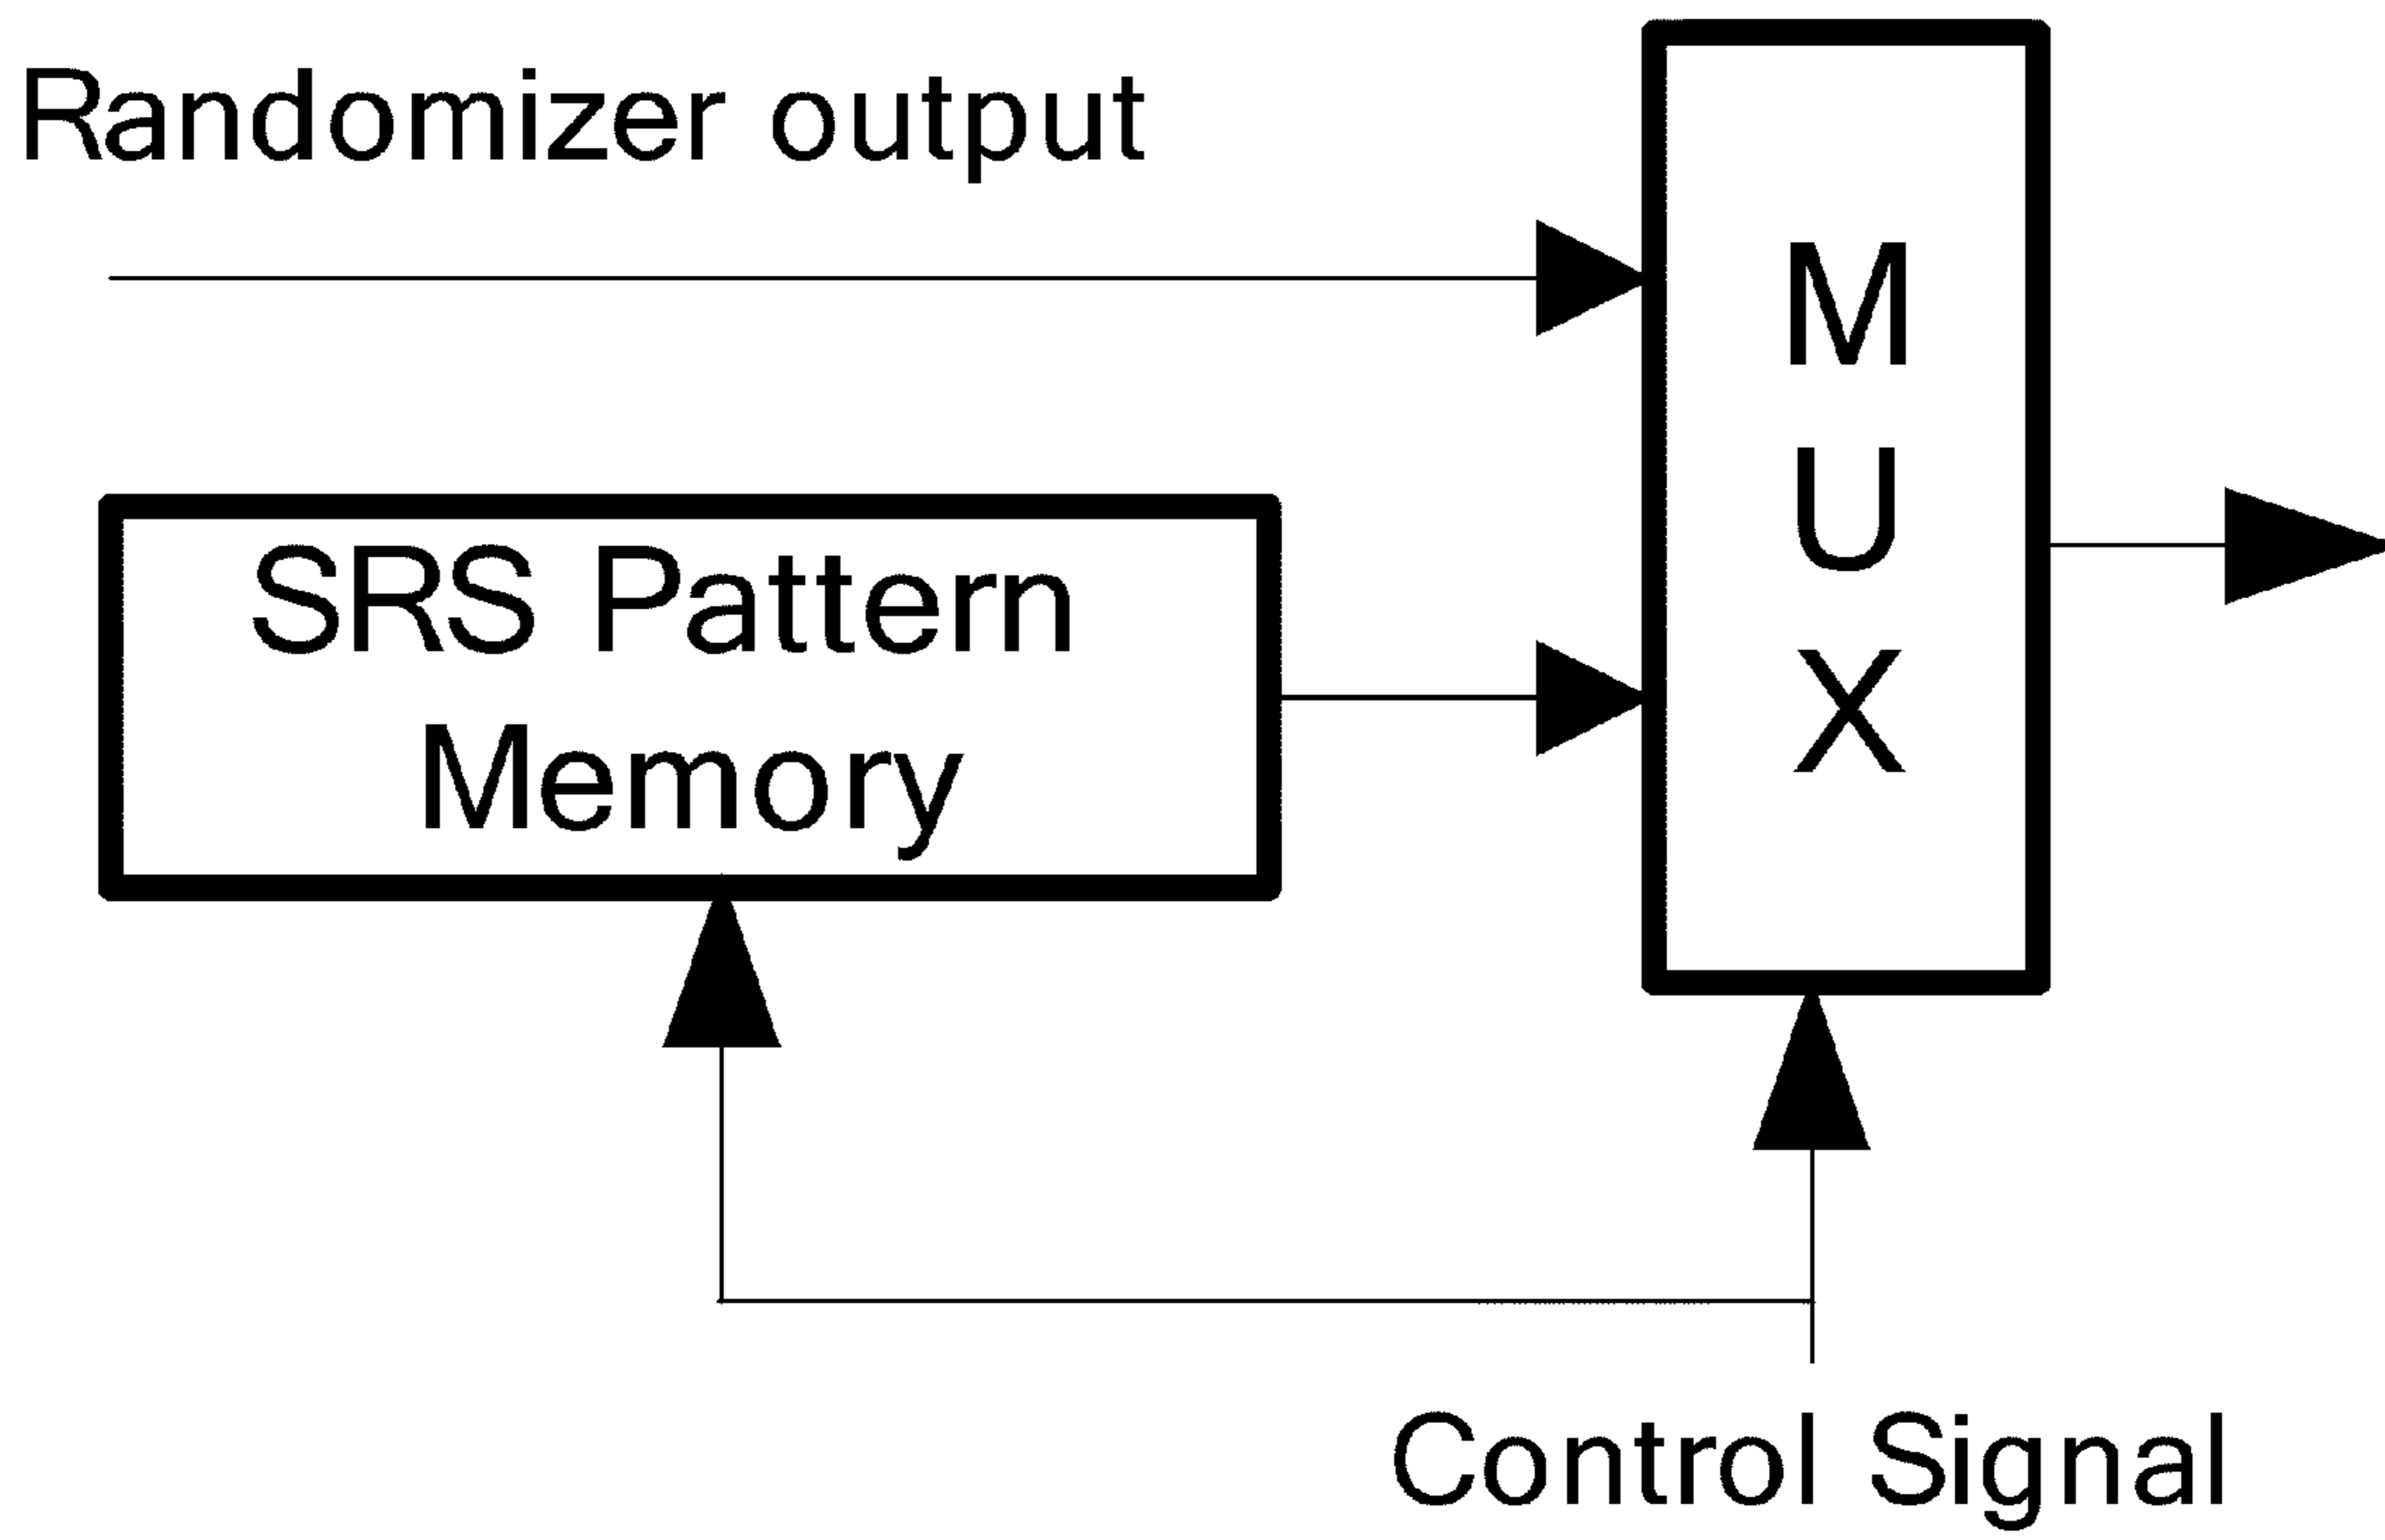 Randomizer output
SRS Pattern
Memory
M
U
X
Control Signal